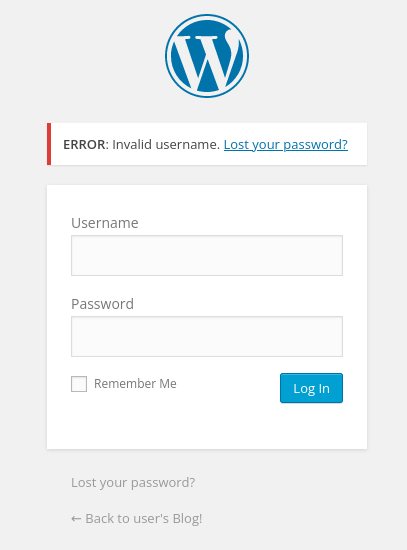 ERROR: Invalid username. Lost your password?
Username
Password
Remember Me
Log In
Lost your password?
← Back to user's Blog!